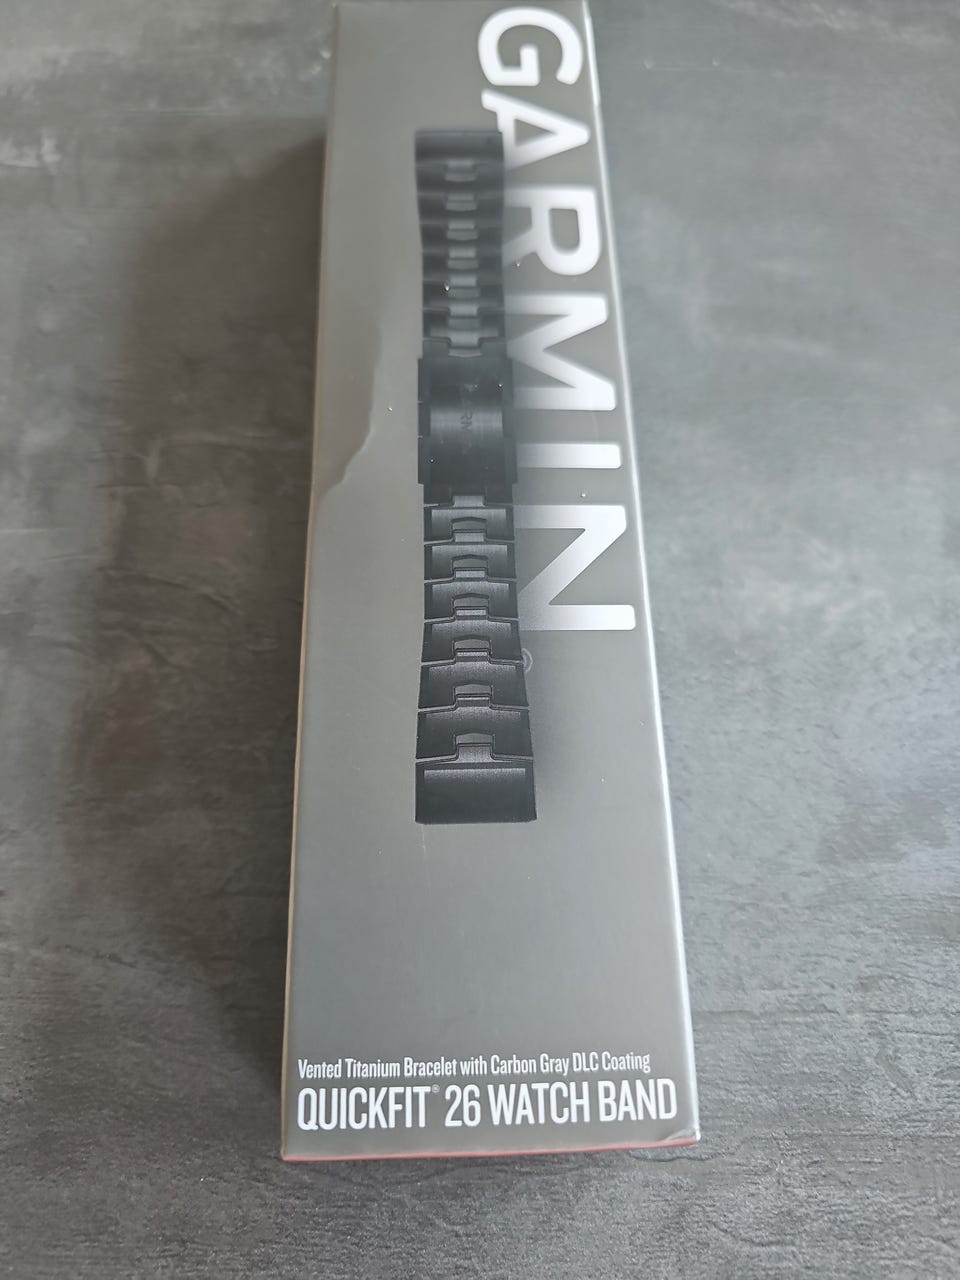 GARMIN®
Vented Titanium Bracelet with Carbon Gray DLC Coating
QUICKFIT® 26 WATCH BAND